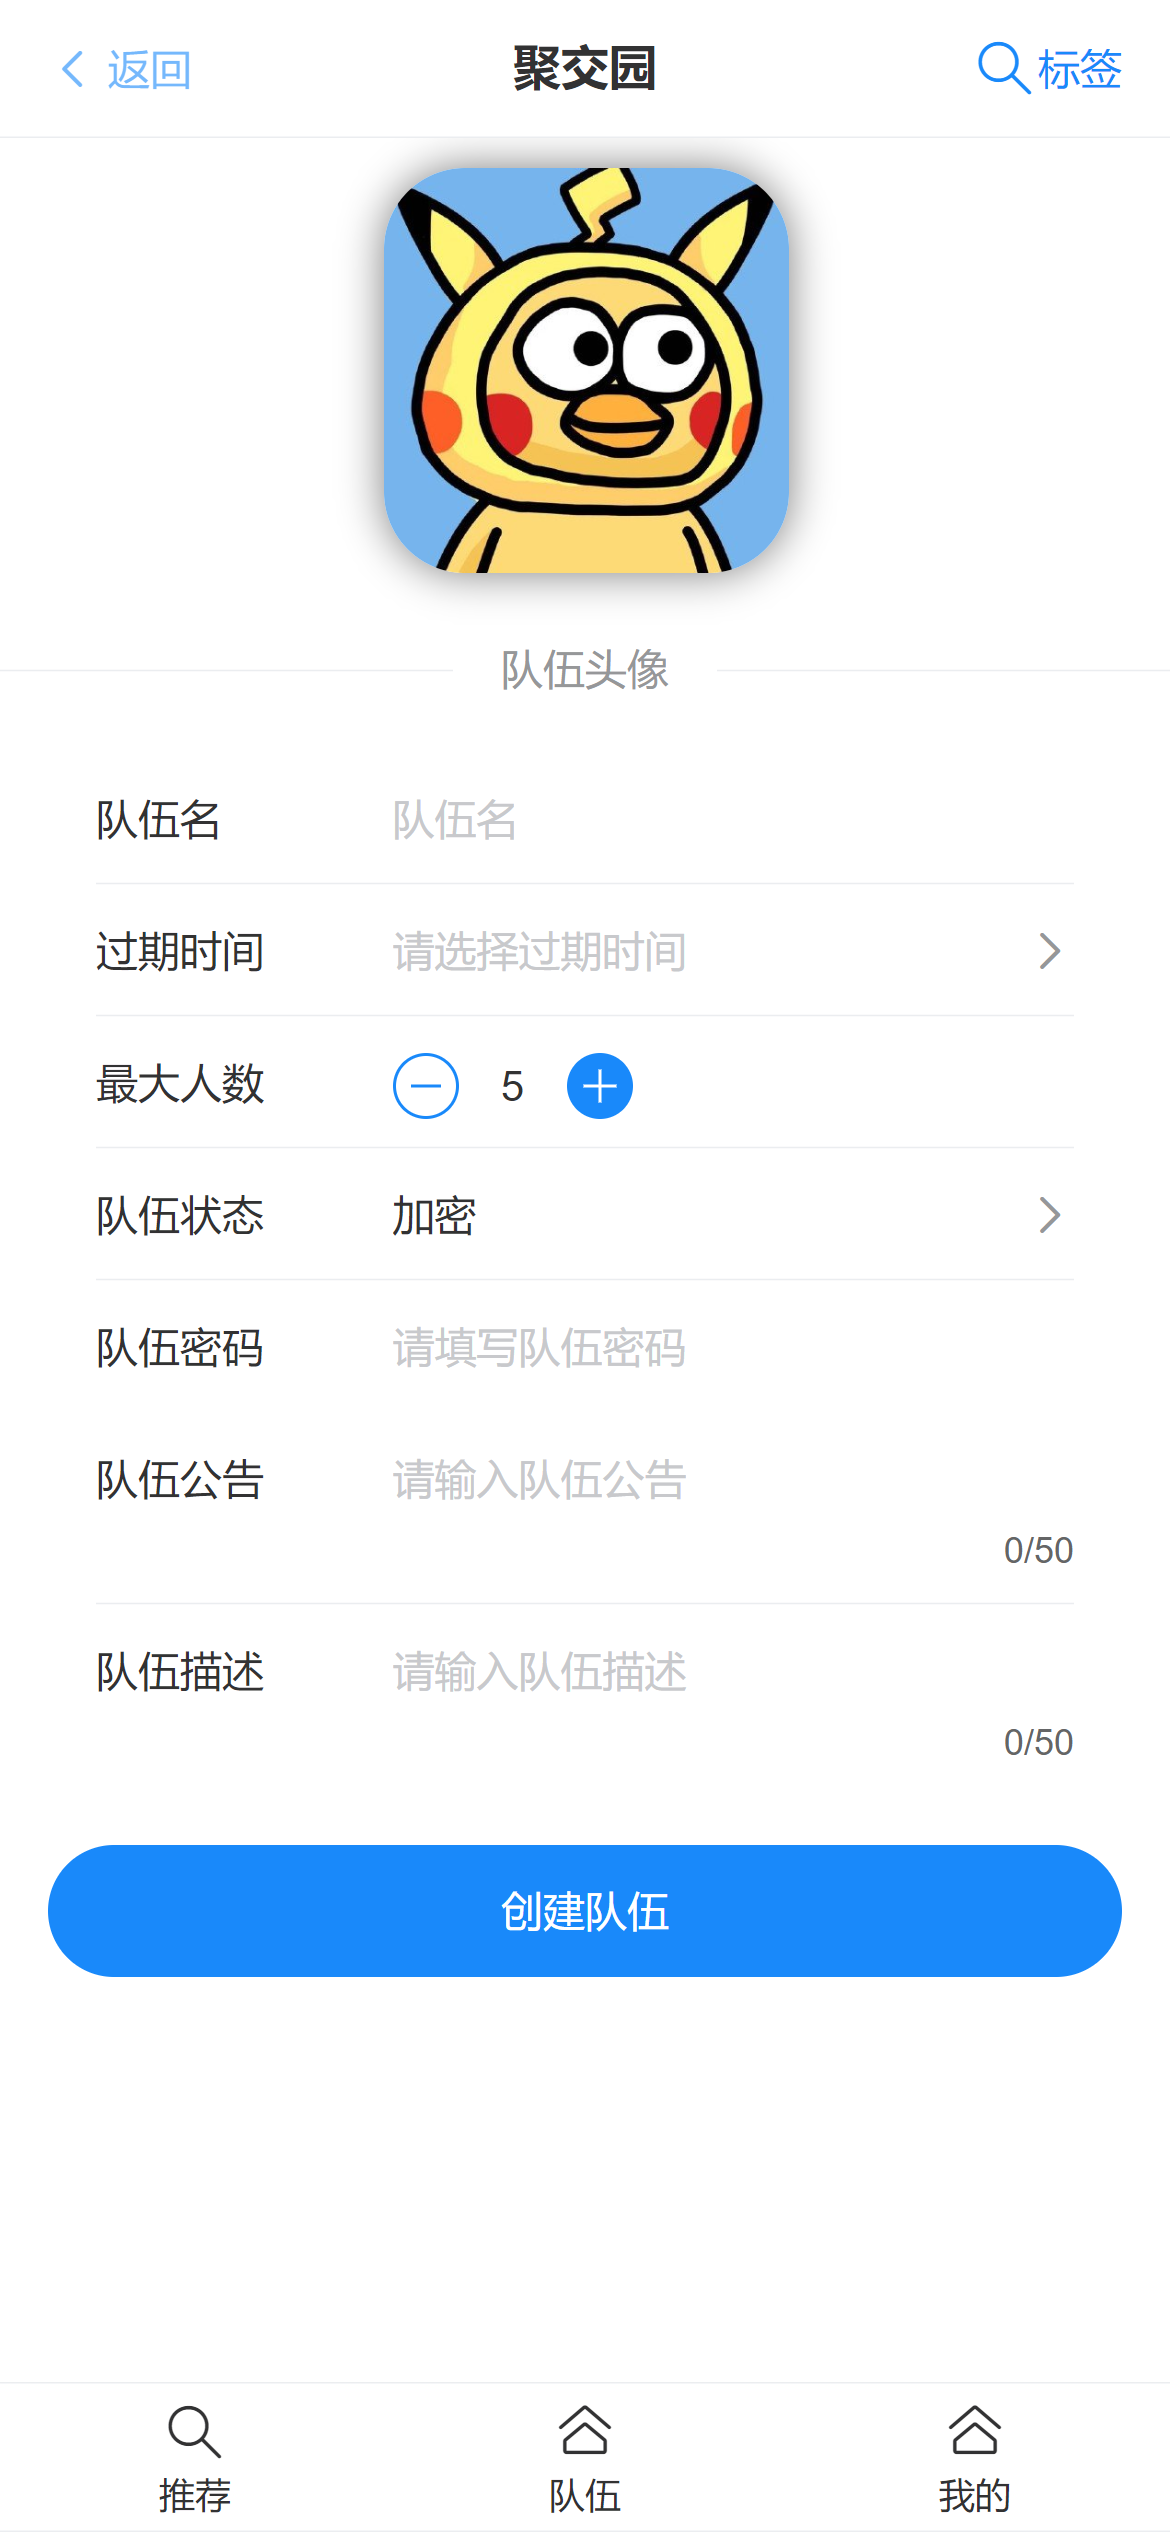 返回
聚交园
标签
队伍头像
队伍名 队伍名
过期时间 请选择过期时间
最大人数 5
队伍状态 加密
队伍密码 请填写队伍密码
队伍公告 请输入队伍公告
0/50
队伍描述 请输入队伍描述
0/50
创建队伍
推荐 队伍 我的